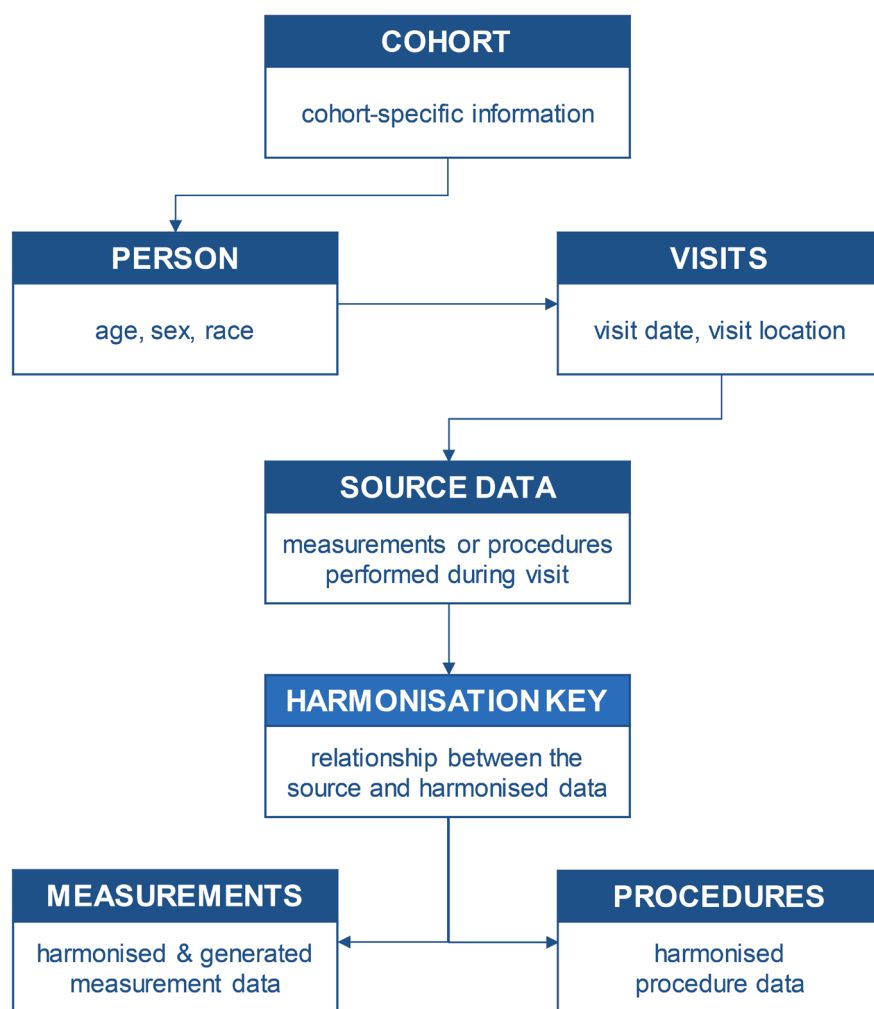 COHORT
cohort-specific information
PERSON
age, sex, race
VISITS
visit date, visit location
SOURCE DATA
measurements or procedures
performed during visit
HARMONISATION KEY
relationship between the
source and harmonised data
MEASUREMENTS
harmonised & generated
measurement data
PROCEDURES
harmonised
procedure data